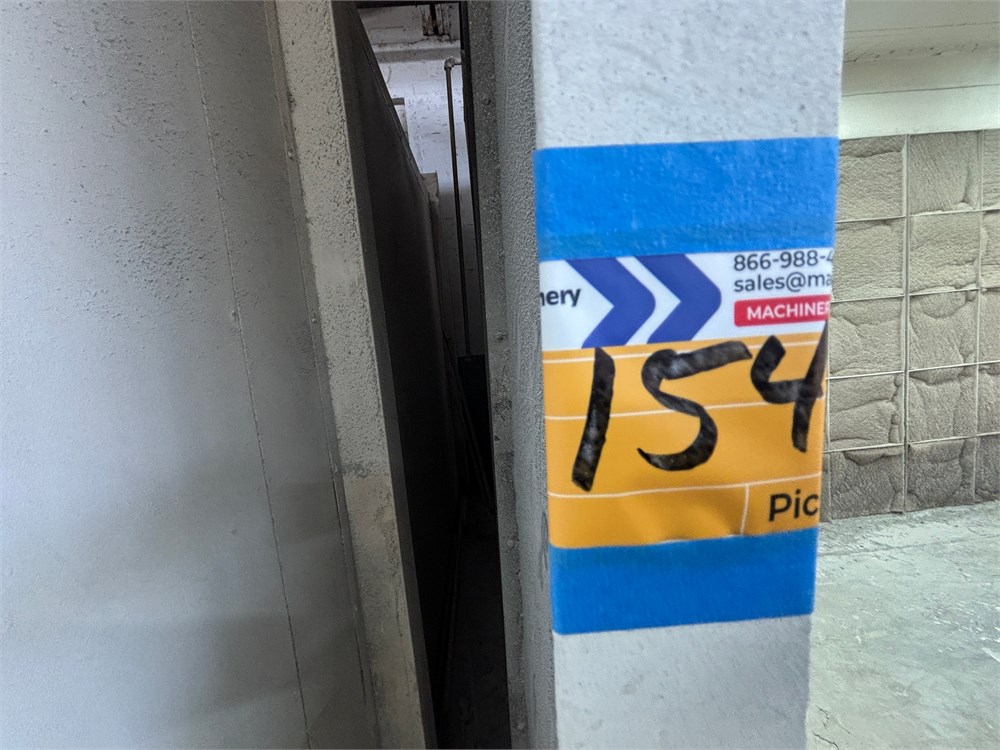 866-988-4
sales@ma
nery
MACHINER
154
Pic